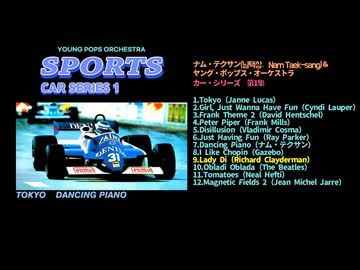 YOUNG POPS ORCHESTRA
SPORTS
CAR SERIES 1
TOKYO DANCING PIANO
ナム・テクサン(남택상、Nam Taek-sang)&
ヤング・ポップス・オーケストラ
カー・シリーズ 第1集
1.Tokyo (Janne Lucas)
2.Girl, Just Wanna Have Fun (Cyndi Lauper)
3.Frank Theme 2 (David Hentschel)
4.Peter Piper (Frank Mills)
5.Disillusion (Vladimir Cosma)
6.Just Having Fun (Ray Parker)
7.Dancing Piano (ナム・テクサン)
8.I Like Chopin (Gazebo)
9.Lady Di (Richard Clayderman)
10.Obladi Oblada (The Beatles)
11.Tomatoes (Neal Hefti)
12.Magnetic Fields 2 (Jean Michel Jarre)
31